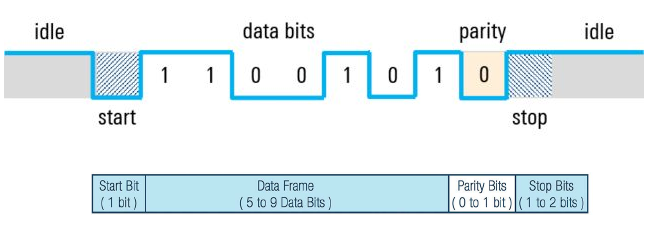 idle data bits parity idle
1 1 0 0 1 0 1 0
start stop
Start Bit Data Frame Parity Bits Stop Bits
( 1 bit ) ( 5 to 9 Data Bits ) ( 0 to 1 bit ) ( 1 to 2 bits )